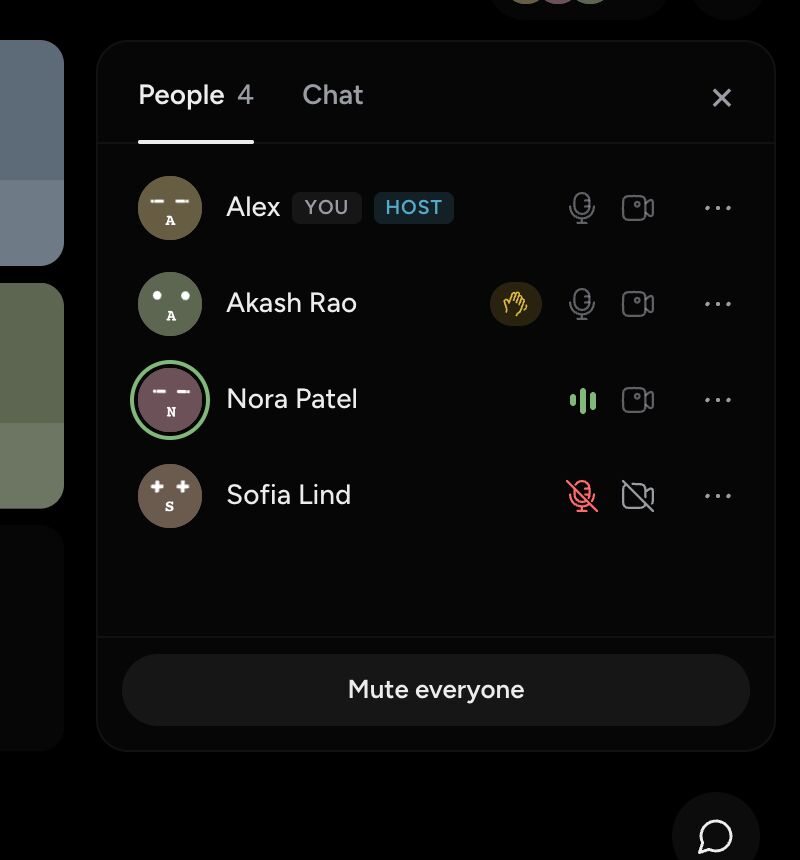 People 4 Chat
A Alex YOU HOST
A Akash Rao
N Nora Patel
S Sofia Lind
Mute everyone